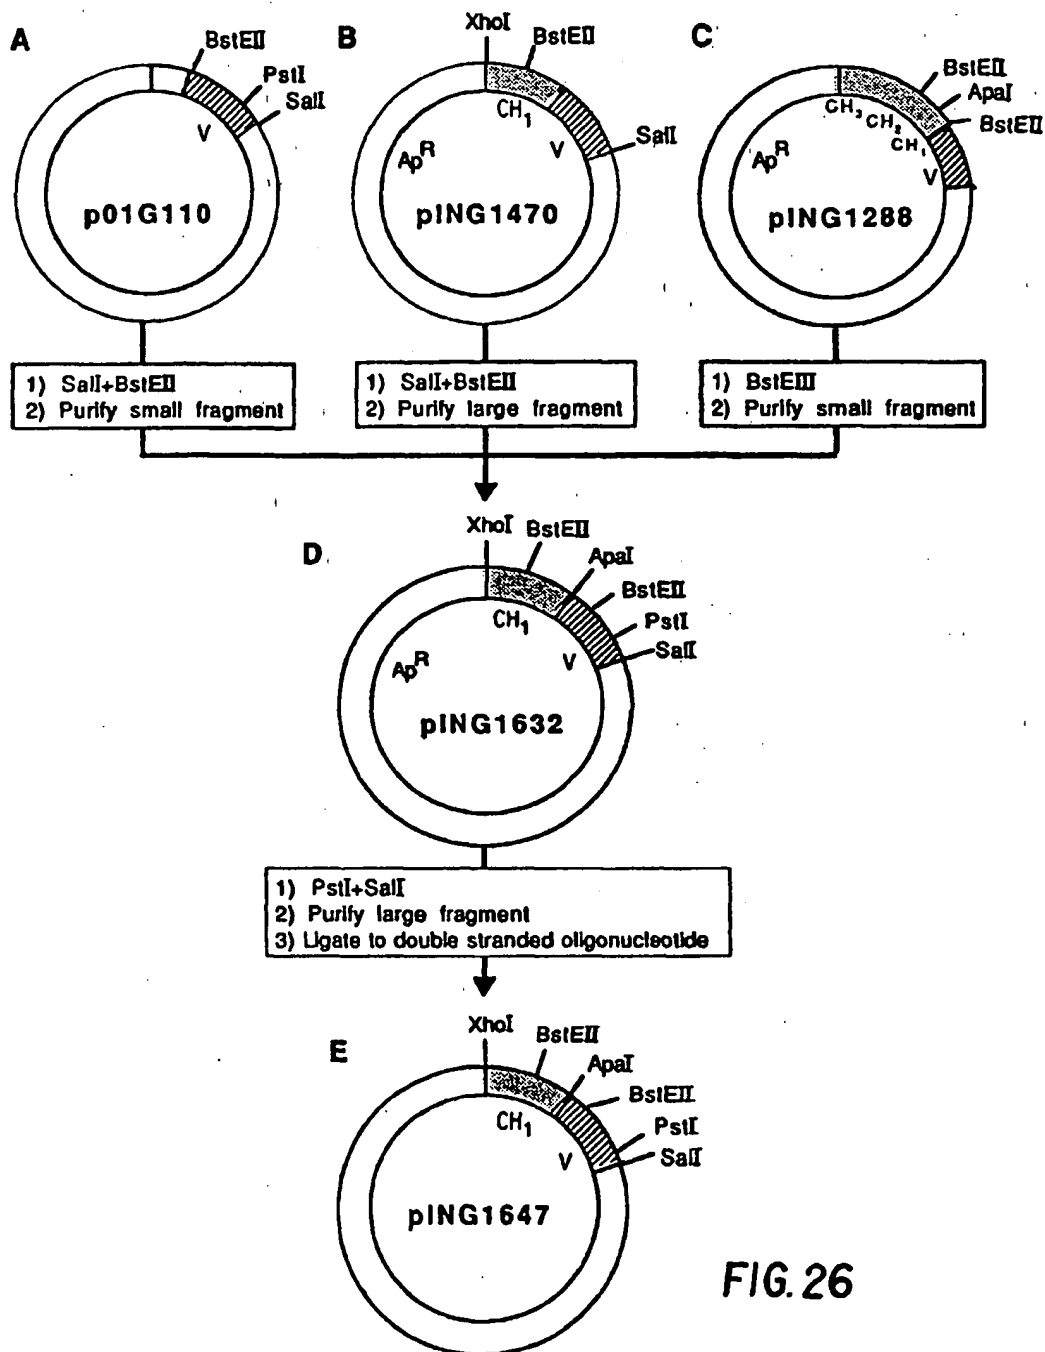 A
BstEII
PstI
SalI
V
p01G110
B
XhoI
BstEII
CH1
SalI
V
ApR
pING1470
C
BstEII
ApaI
BstEII
CH3
CH2
CH1
V
ApR
pING1288
1) SalI+BstEII
2) Purify small fragment
1) SalI+BstEII
2) Purify large fragment
1) BstEIII
2) Purify small fragment
D
XhoI
BstEII
ApaI
BstEII
PstI
SalI
CH1
V
ApR
pING1632
1) PstI+SalI
2) Purify large fragment
3) Ligate to double stranded oligonucleotide
E
XhoI
BstEII
ApaI
BstEII
PstI
SalI
CH1
V
pING1647
FIG. 26